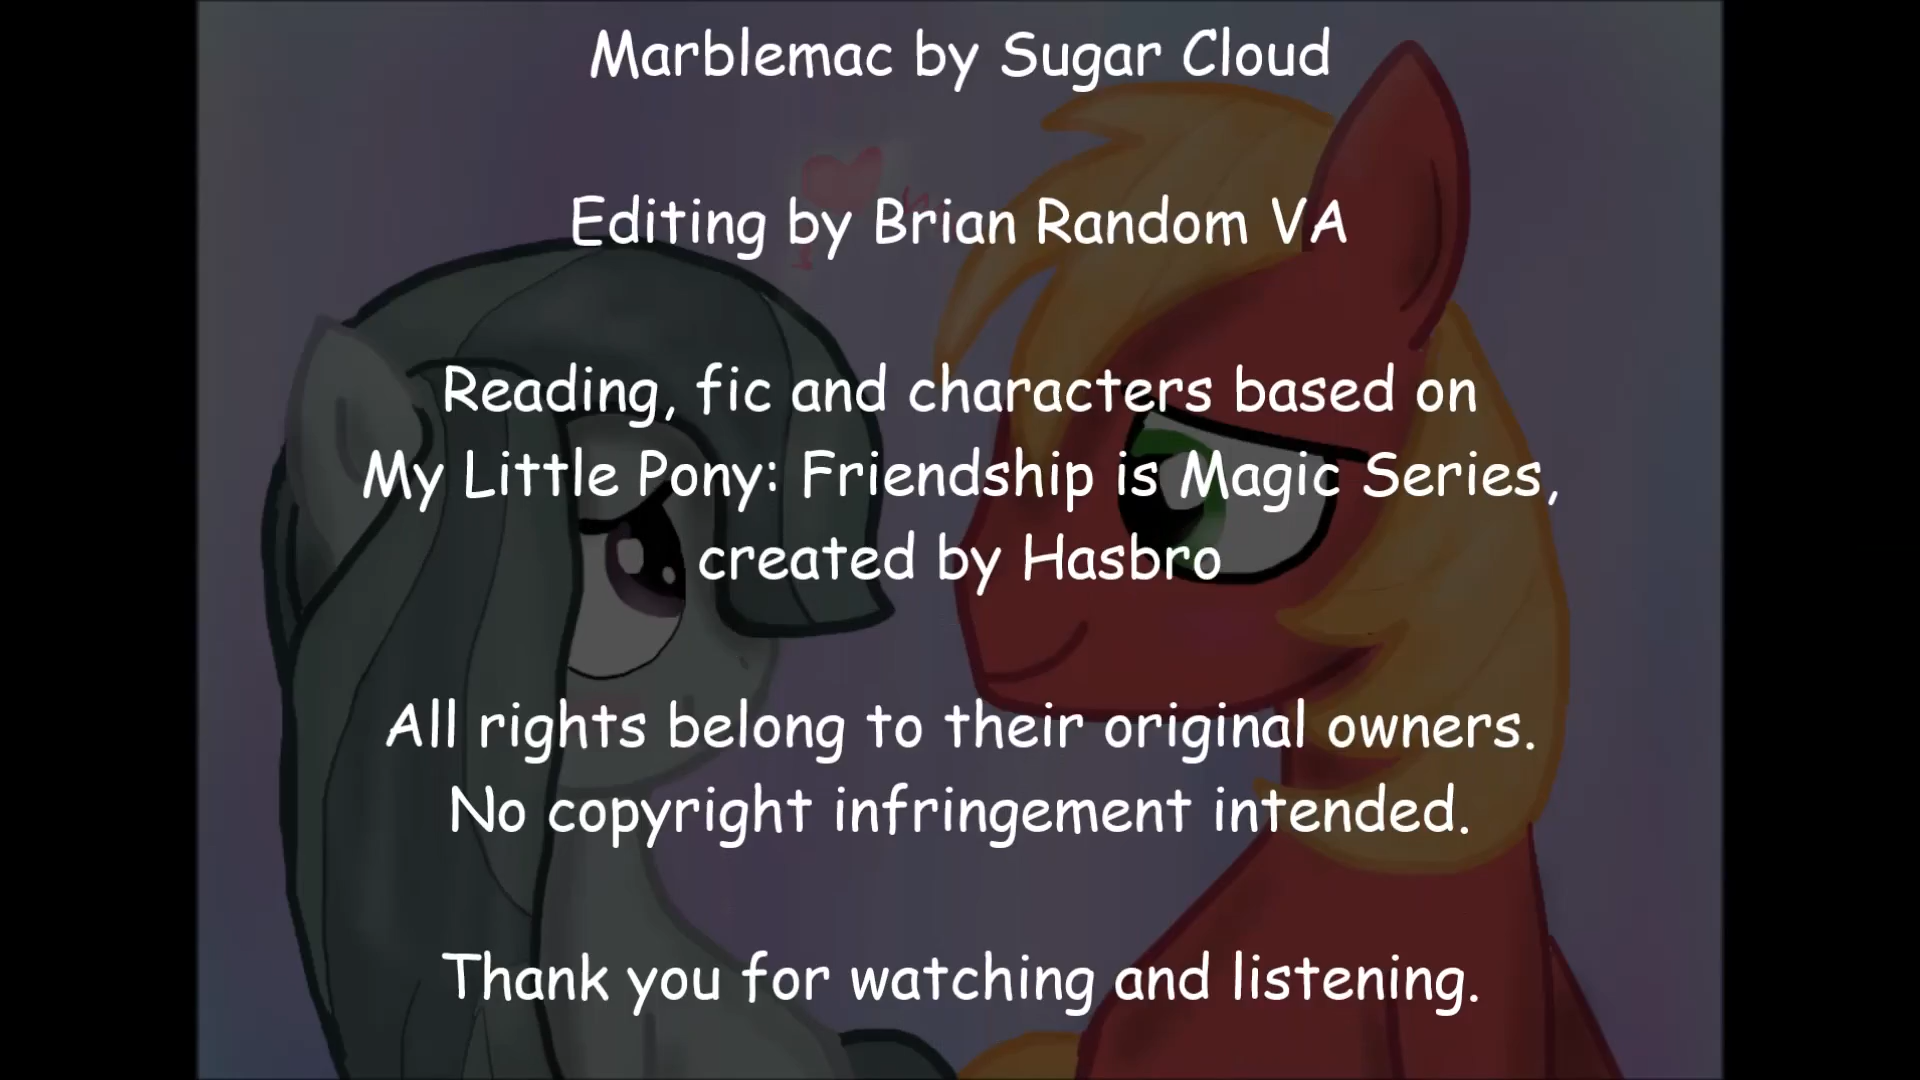 Marblemac by Sugar Cloud
Editing by Brian Random VA
Reading, fic and characters based on
My Little Pony: Friendship is Magic Series,
created by Hasbro
All rights belong to their original owners.
No copyright infringement intended.
Thank you for watching and listening.